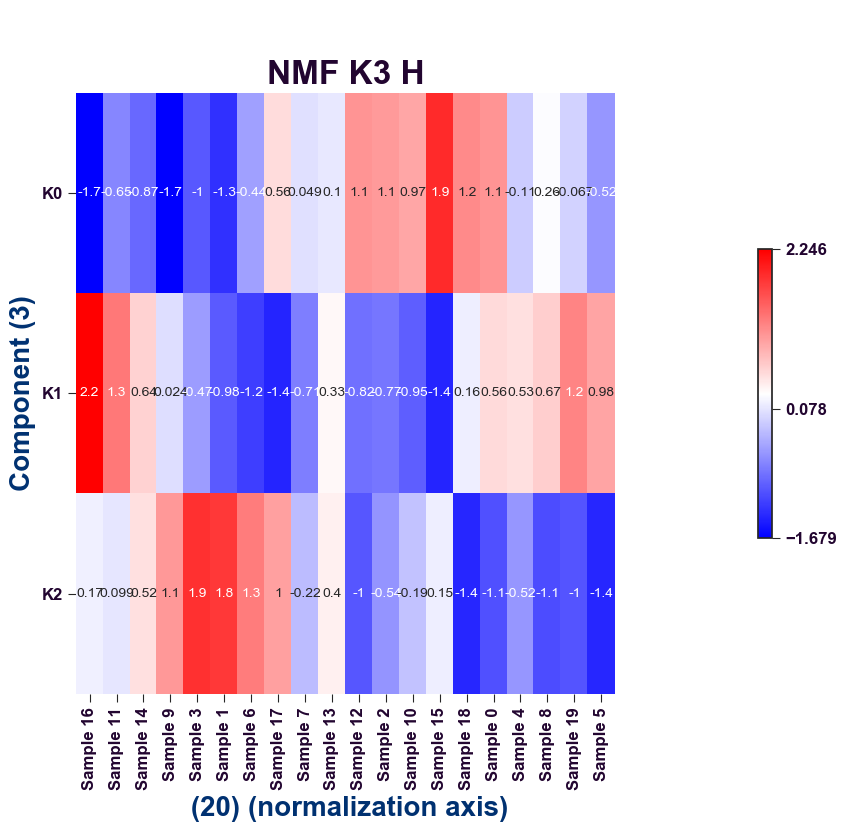 NMF K3 H
K0
-1.7 -0.65 -0.87 -1.7 -1 -1.3 -0.44 0.56 0.049 0.1 1.1 1.1 0.97 1.9 1.2 1.1 -0.11 0.26 -0.067 -0.52
K1
2.2 1.3 0.64 0.024 -0.47 -0.98 -1.2 -1.4 -0.71 0.33 -0.82 -0.77 -0.95 -1.4 0.16 0.56 0.53 0.67 1.2 0.98
K2
0.17 0.099 0.52 1.1 1.9 1.8 1.3 1 -0.22 0.4 -1 -0.54 -0.19 0.15 -1.4 -1.1 -0.52 -1.1 -1 -1.4
Component (3)
Sample 16
Sample 11
Sample 14
Sample 9
Sample 3
Sample 1
Sample 6
Sample 17
Sample 7
Sample 13
Sample 12
Sample 2
Sample 10
Sample 15
Sample 18
Sample 0
Sample 4
Sample 8
Sample 19
Sample 5
(20) (normalization axis)
2.246
0.078
−1.679